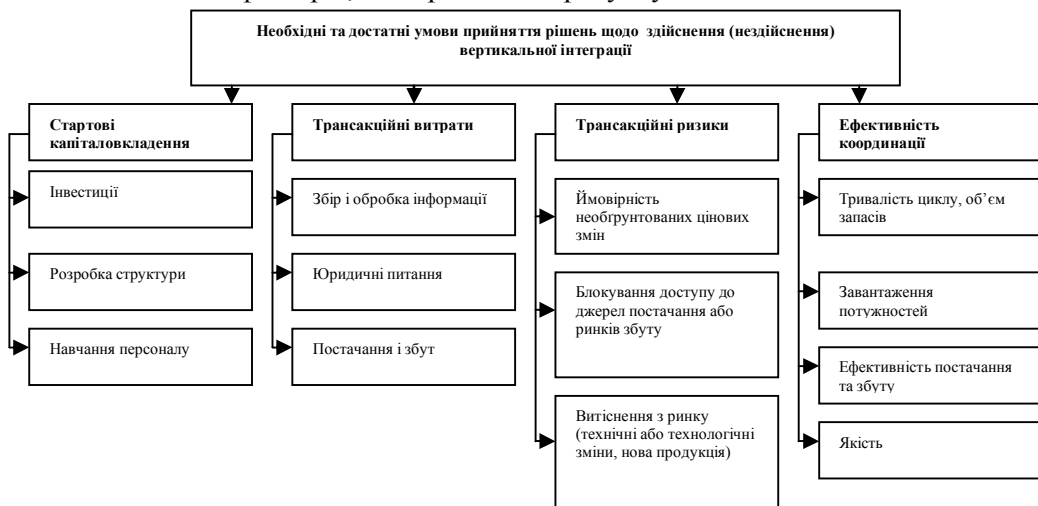 Необхідні та достатні умови прийняття рішень щодо здійснення (нездійснення)
вертикальної інтеграції
Стартові
капіталовкладення
Інвестиції
Розробка структури
Навчання персоналу
Трансакційні витрати
Збір і обробка інформації
Юридичні питання
Постачання і збут
Трансакційні ризики
Ймовірність
необґрунтованих цінових
змін
Блокування доступу до
джерел постачання або
ринків збуту
Витіснення з ринку
(технічні або технологічні
зміни, нова продукція)
Ефективність
координації
Тривалість циклу, об’єм
запасів
Завантаження
потужностей
Ефективність постачання
та збуту
Якість